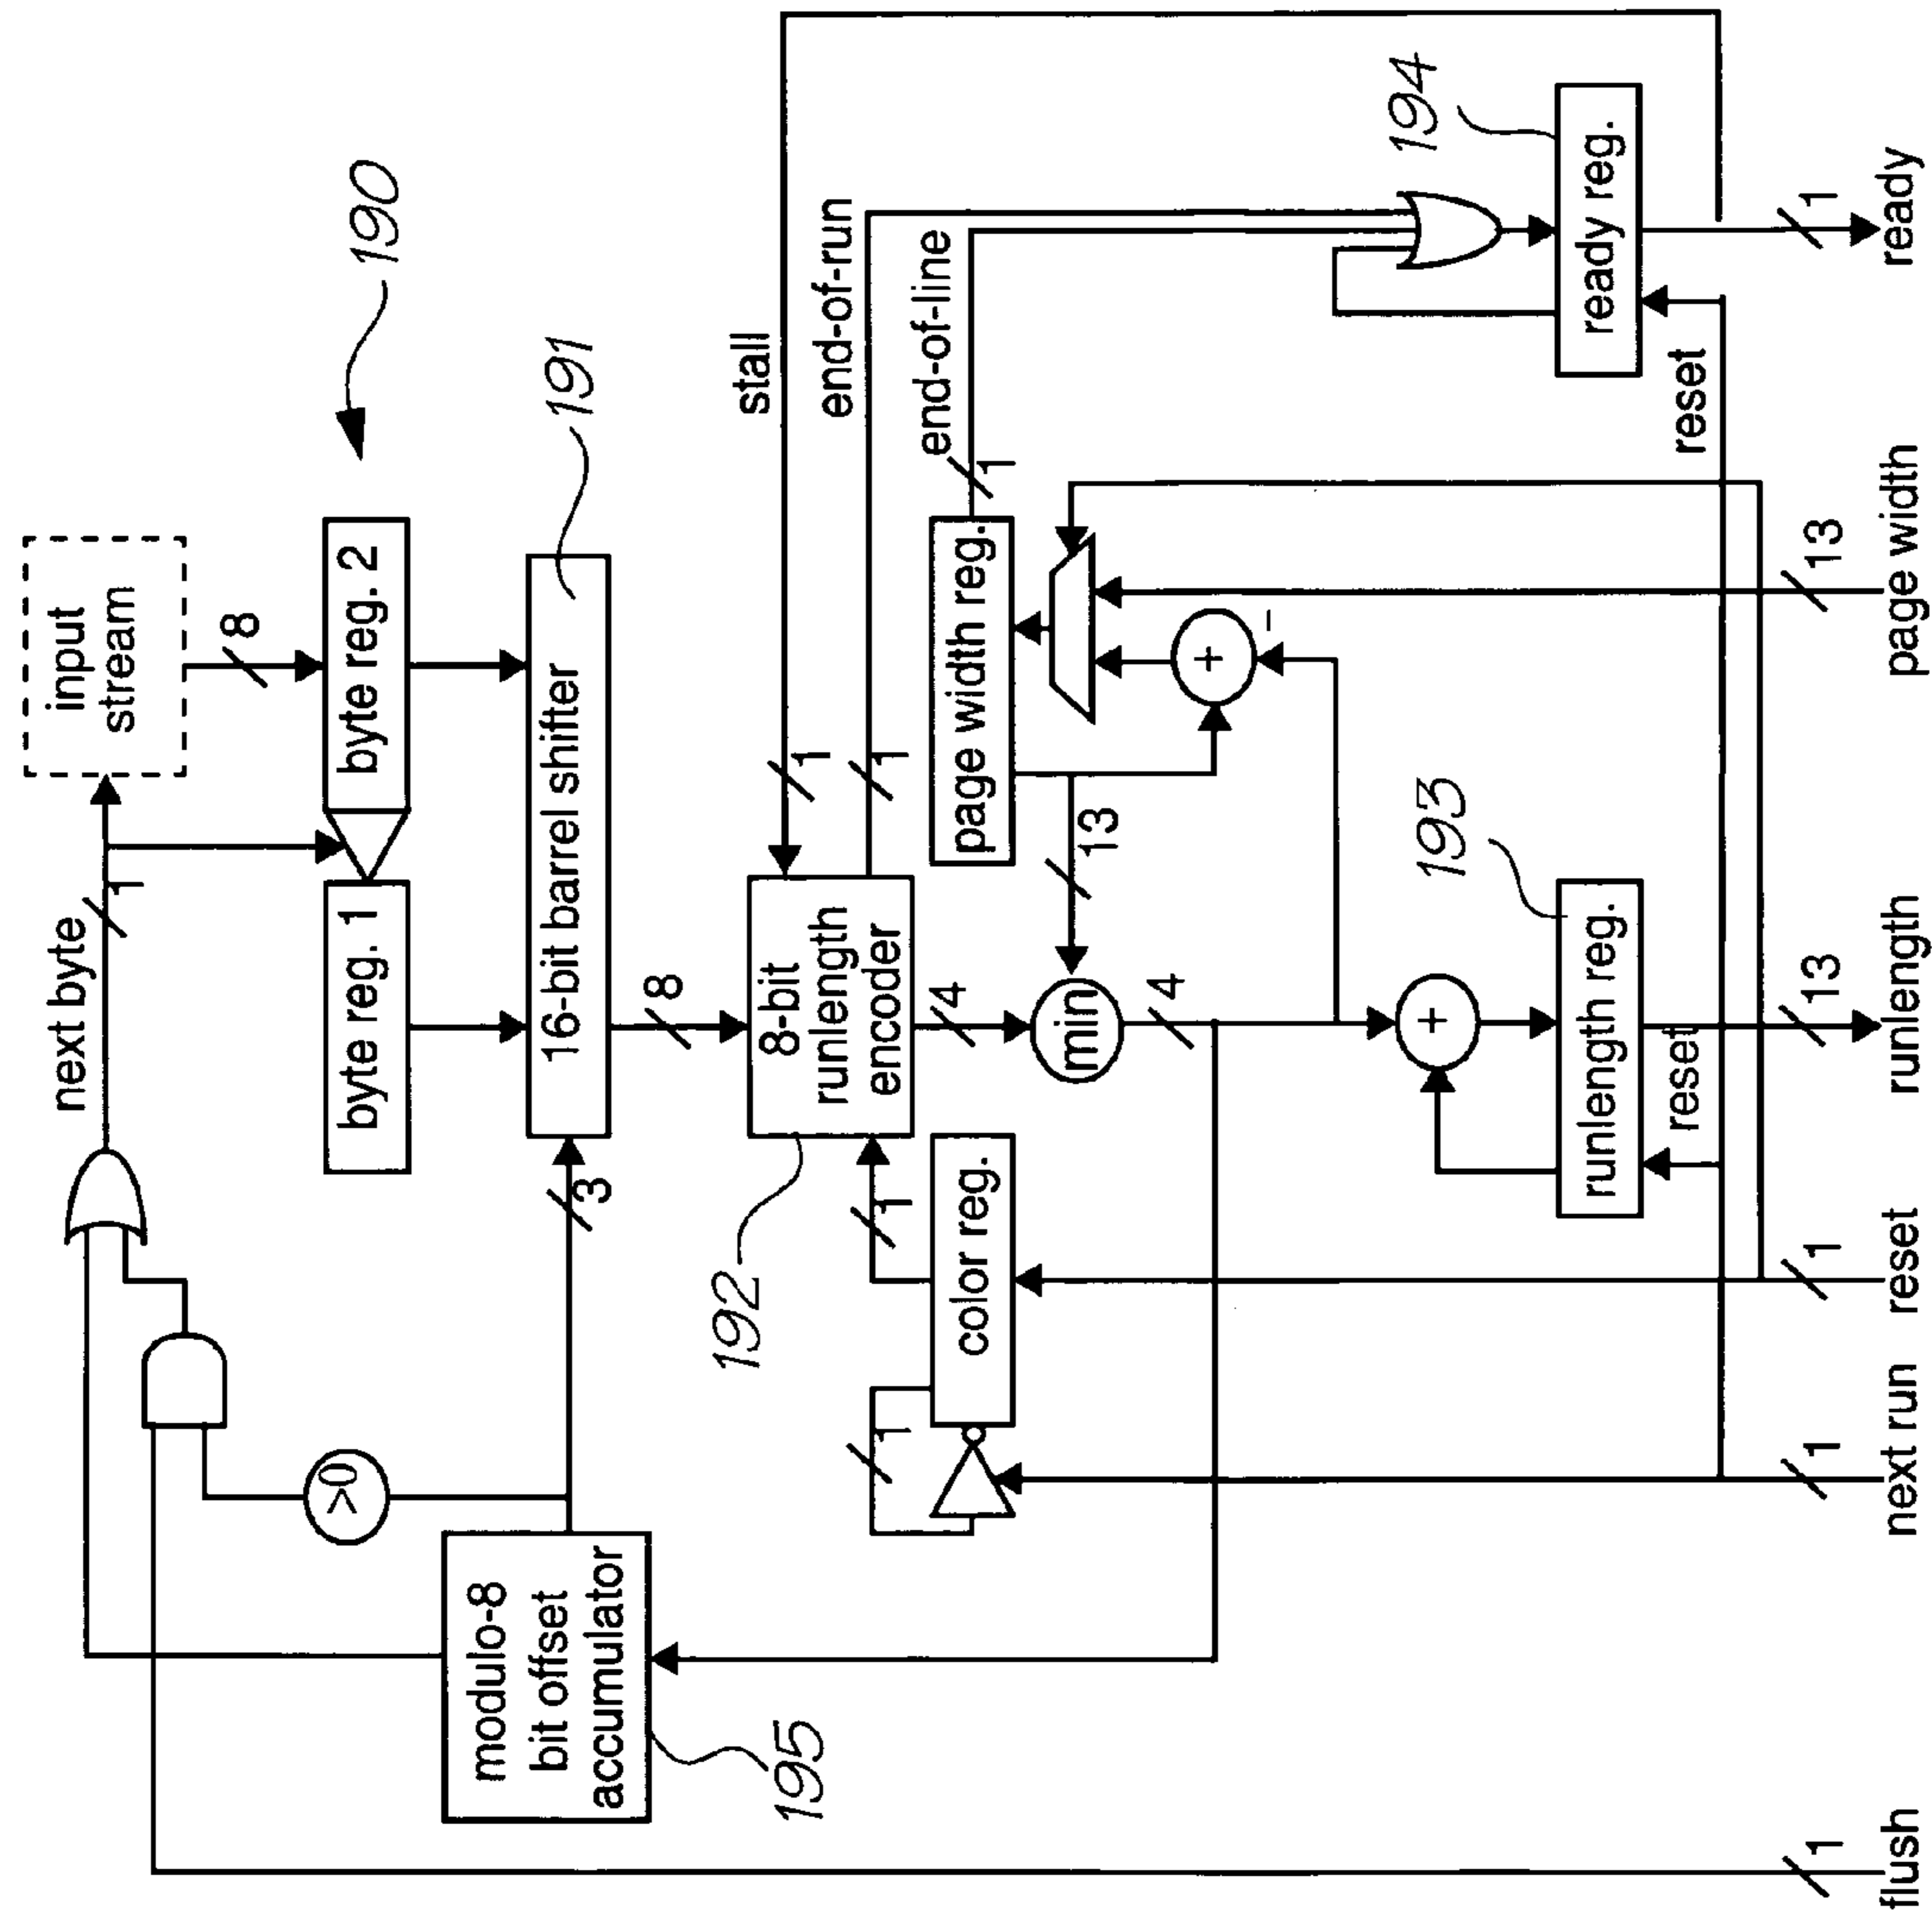 input
stream
190
8
next byte
1
byte reg. 1
byte reg. 2
191
16-bit barrel shifter
3
>0
modulo-8
bit offset
accumulator
195
8
stall
1
end-of-run
1
end-of-line
1
192
8-bit
runlength
encoder
1
color reg.
1
4
min
4
13
page width reg.
+
-
194
ready reg.
reset
193
+
runlength reg.
reset
1
flush
1
next run
1
reset
13
runlength
13
page width
1
ready